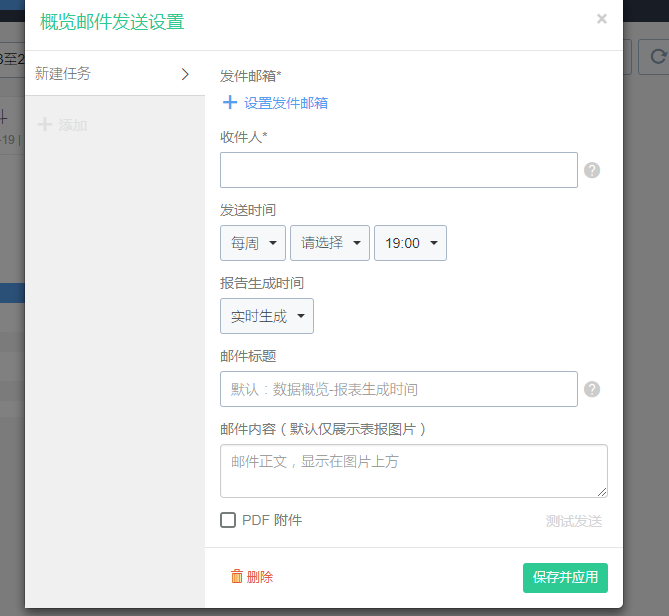 概览邮件发送设置
×
新建任务
添加
发件邮箱*
设置发件邮箱
收件人*
?
发送时间
每周 请选择 19:00
报告生成时间
实时生成
邮件标题
默认：数据概览-报表生成时间
?
邮件内容（默认仅展示表报图片）
邮件正文，显示在图片上方
PDF 附件
测试发送
删除
保存并应用
至2
-19 |